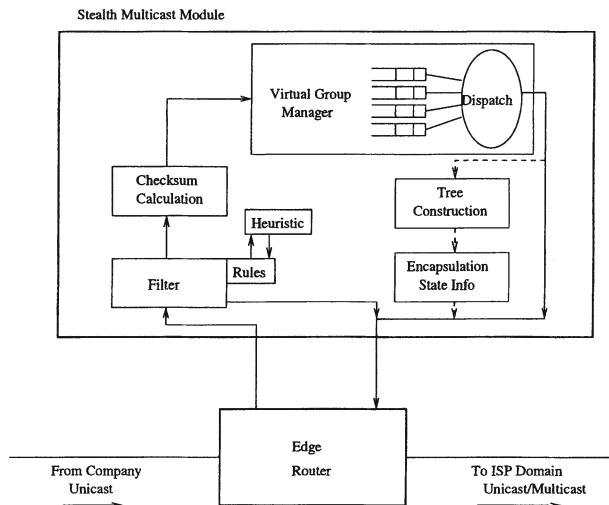 Stealth Multicast Module
Virtual Group
Manager
Dispatch
Checksum
Calculation
Tree
Construction
Heuristic
Rules
Filter
Encapsulation
State Info
Edge
Router
From Company
Unicast
To ISP Domain
Unicast/Multicast